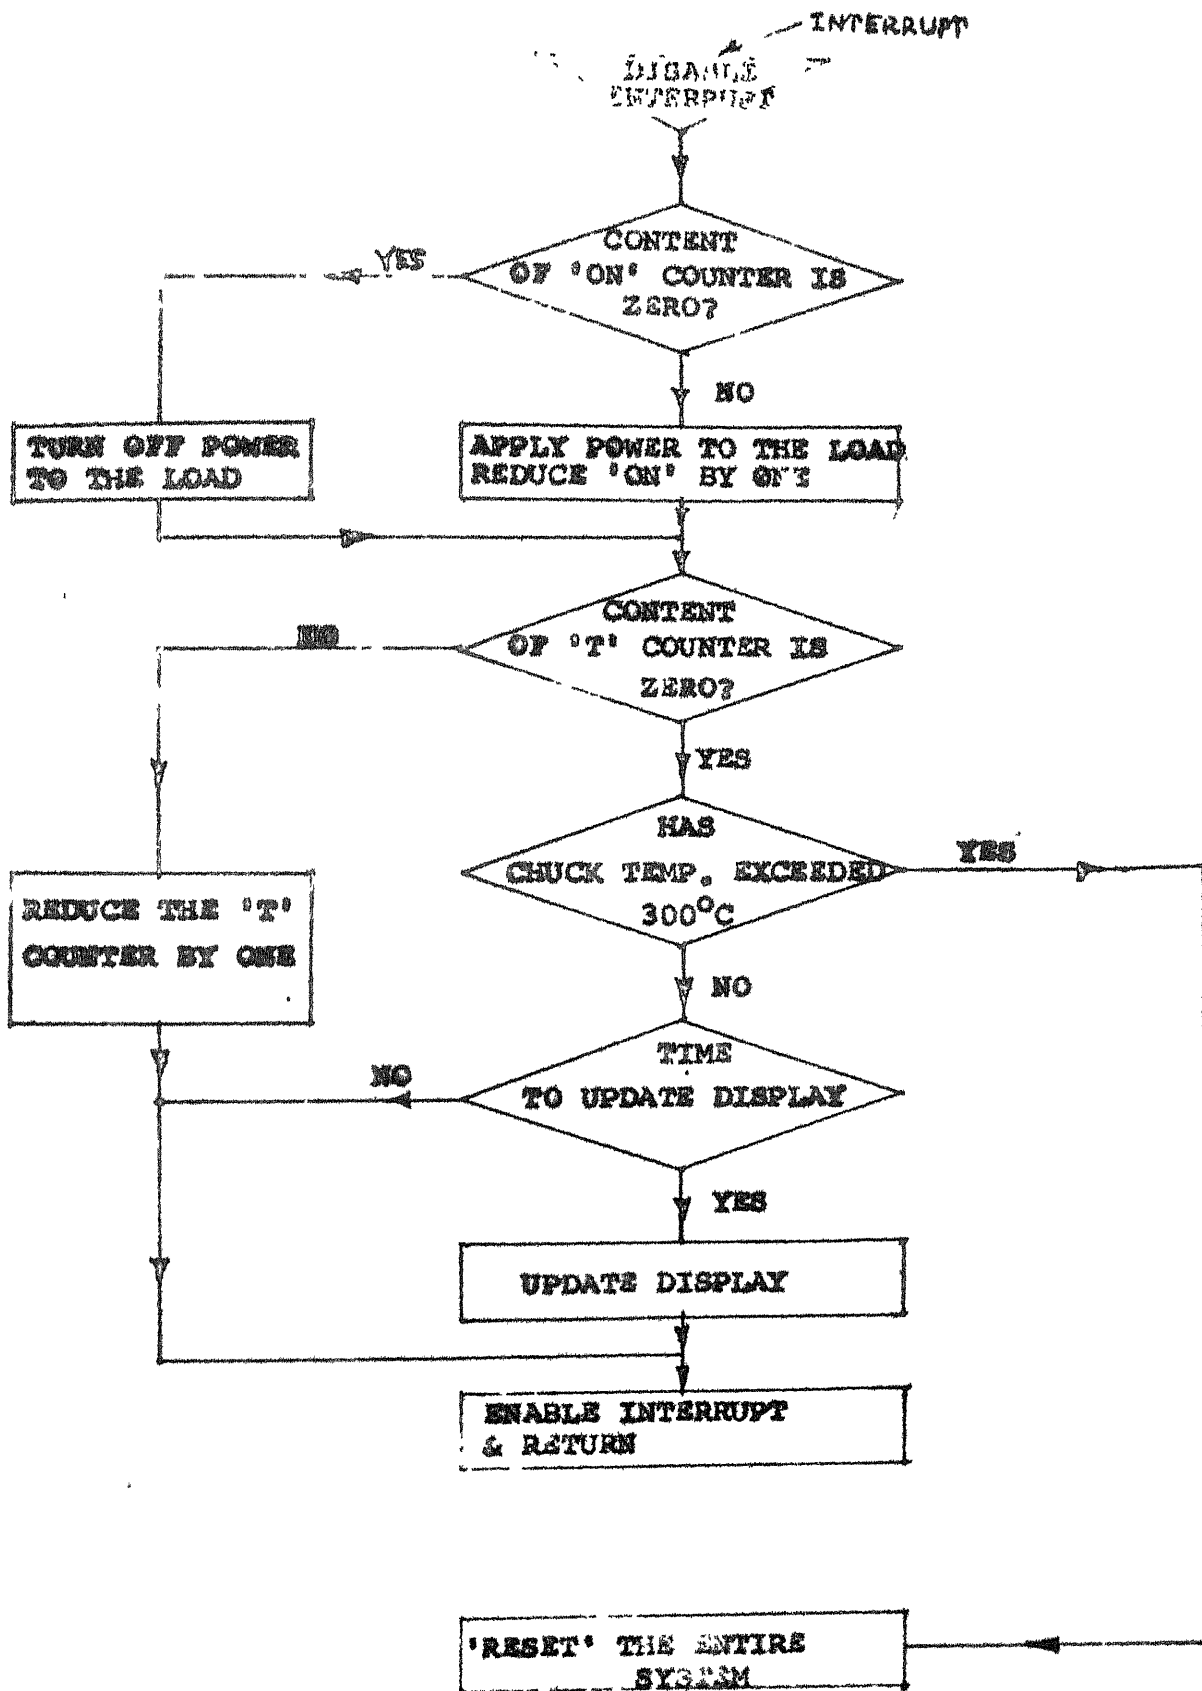 INTERRUPT
DISABLE
INTERRUPT
CONTENT
OF 'ON' COUNTER IS
ZERO?
YES
NO
TURN OFF POWER
TO THE LOAD
APPLY POWER TO THE LOAD
REDUCE 'ON' BY ONE
CONTENT
OF 'T' COUNTER IS
ZERO?
NO
YES
HAS
CHUCK TEMP. EXCEEDED
300°C
YES
REDUCE THE 'T'
COUNTER BY ONE
NO
TIME
TO UPDATE DISPLAY
NO
YES
UPDATE DISPLAY
ENABLE INTERRUPT
& RETURN
'RESET' THE ENTIRE
SYSTEM